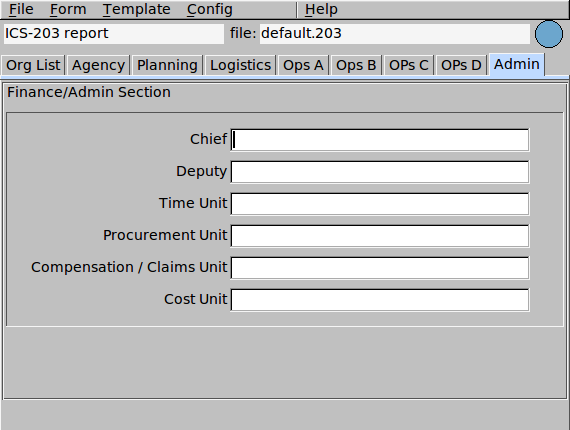 File Form Template Config Help
ICS-203 report file: default.203
Org List Agency Planning Logistics Ops A Ops B OPs C OPs D Admin
Finance/Admin Section
Chief
Deputy
Time Unit
Procurement Unit
Compensation / Claims Unit
Cost Unit